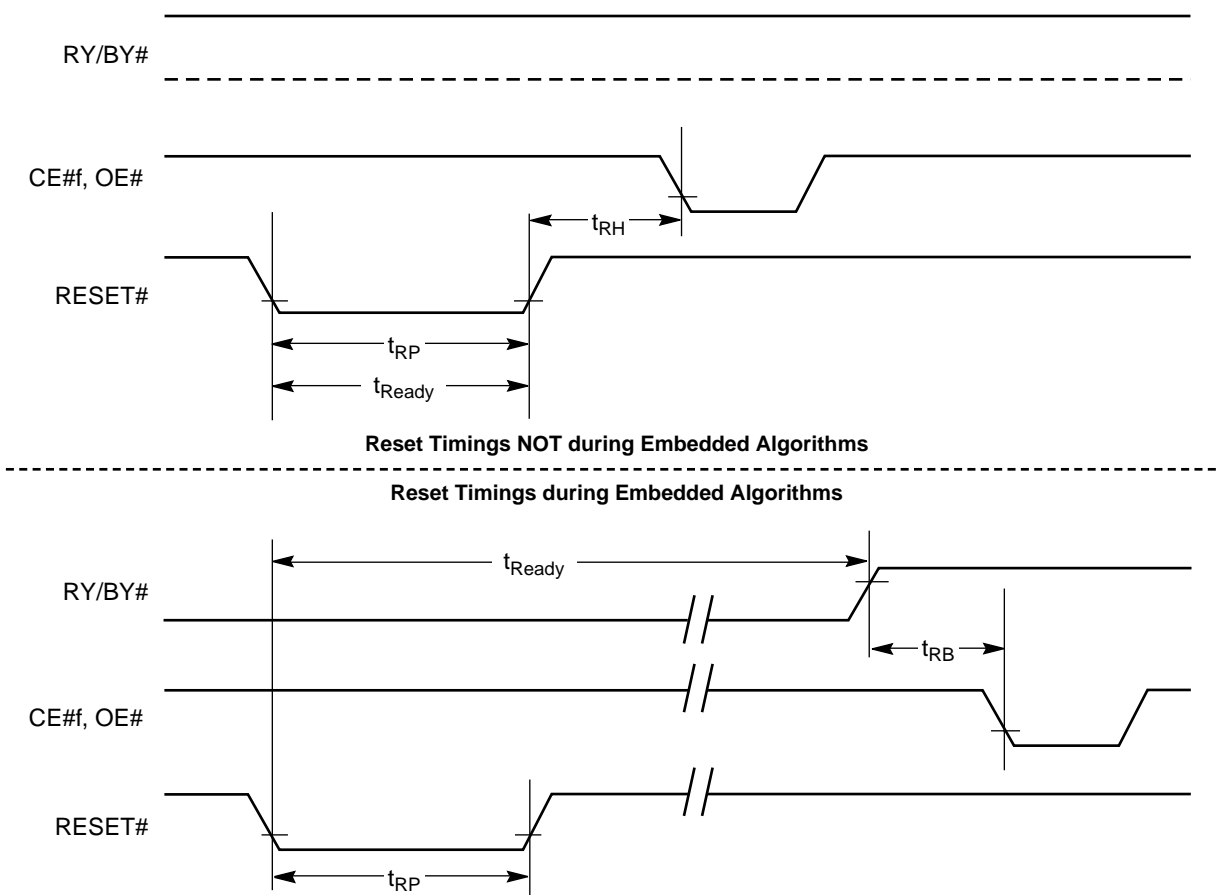 RY/BY#
CE#f, OE#
tRH
RESET#
tRP
tReady
Reset Timings NOT during Embedded Algorithms
Reset Timings during Embedded Algorithms
tReady
RY/BY#
tRB
CE#f, OE#
RESET#
tRP